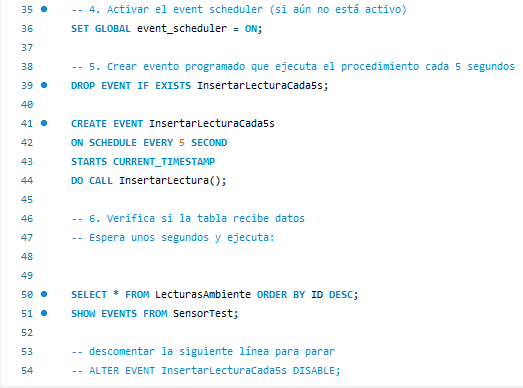 35 -- 4. Activar el event scheduler (si aún no está activo)
36 SET GLOBAL event_scheduler = ON;
37
38 -- 5. Crear evento programado que ejecuta el procedimiento cada 5 segundos
39 DROP EVENT IF EXISTS InsertarLecturaCada5s;
40
41 CREATE EVENT InsertarLecturaCada5s
42 ON SCHEDULE EVERY 5 SECOND
43 STARTS CURRENT_TIMESTAMP
44 DO CALL InsertarLectura();
45
46 -- 6. Verifica si la tabla recibe datos
47 -- Espera unos segundos y ejecuta:
48
49
50 SELECT * FROM LecturasAmbiente ORDER BY ID DESC;
51 SHOW EVENTS FROM SensorTest;
52
53 -- descomentar la siguiente línea para parar
54 -- ALTER EVENT InsertarLecturaCada5s DISABLE;